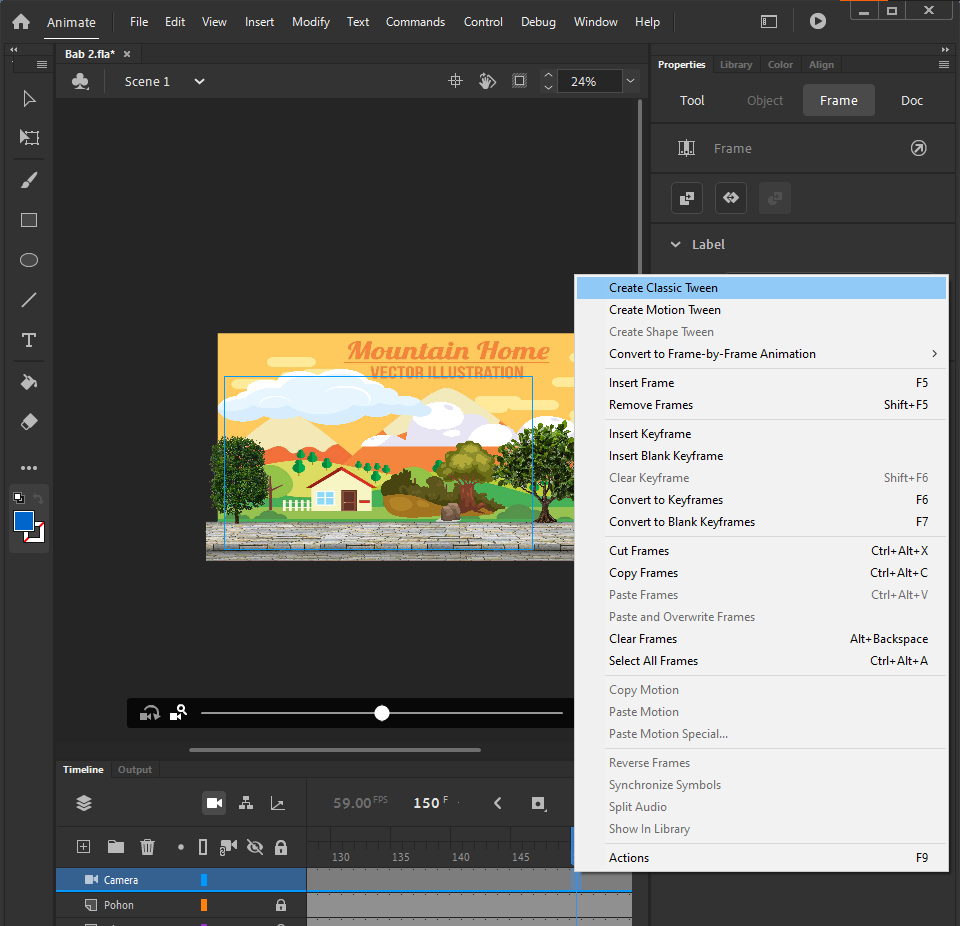 Animate File Edit View Insert Modify Text Commands Control Debug Window Help
Bab 2.fla*
Scene 1 24%
Properties Library Color Align
Tool Object Frame Doc
Frame
Label
Mountain Home
VECTOR ILLUSTRATION
Create Classic Tween
Create Motion Tween
Create Shape Tween
Convert to Frame-by-Frame Animation
Insert Frame F5
Remove Frames Shift+F5
Insert Keyframe
Insert Blank Keyframe
Clear Keyframe Shift+F6
Convert to Keyframes F6
Convert to Blank Keyframes F7
Cut Frames Ctrl+Alt+X
Copy Frames Ctrl+Alt+C
Paste Frames Ctrl+Alt+V
Paste and Overwrite Frames
Clear Frames Alt+Backspace
Select All Frames Ctrl+Alt+A
Copy Motion
Paste Motion
Paste Motion Special...
Reverse Frames
Synchronize Symbols
Split Audio
Show In Library
Actions F9
Timeline Output
59.00 FPS 150 F
130 135 140 145
Camera
Pohon